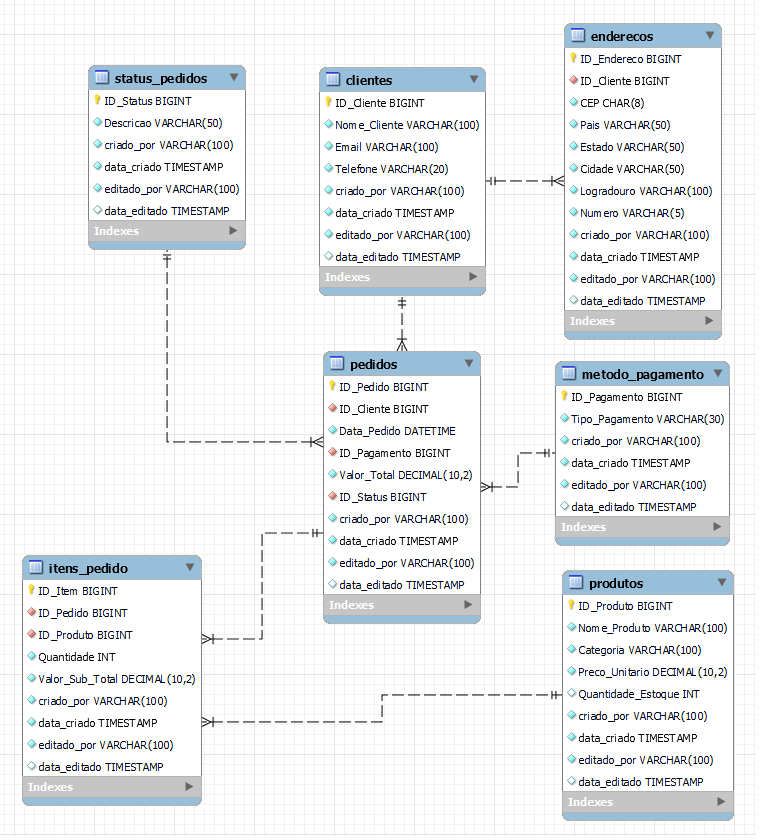 status_pedidos
ID_Status BIGINT
Descricao VARCHAR(50)
criado_por VARCHAR(100)
data_criado TIMESTAMP
editado_por VARCHAR(100)
data_editado TIMESTAMP
Indexes
clientes
ID_Cliente BIGINT
Nome_Cliente VARCHAR(100)
Email VARCHAR(100)
Telefone VARCHAR(20)
criado_por VARCHAR(100)
data_criado TIMESTAMP
editado_por VARCHAR(100)
data_editado TIMESTAMP
Indexes
enderecos
ID_Endereco BIGINT
ID_Cliente BIGINT
CEP CHAR(8)
Pais VARCHAR(50)
Estado VARCHAR(50)
Cidade VARCHAR(50)
Logradouro VARCHAR(100)
Numero VARCHAR(5)
criado_por VARCHAR(100)
data_criado TIMESTAMP
editado_por VARCHAR(100)
data_editado TIMESTAMP
Indexes
pedidos
ID_Pedido BIGINT
ID_Cliente BIGINT
Data_Pedido DATETIME
ID_Pagamento BIGINT
Valor_Total DECIMAL(10,2)
ID_Status BIGINT
criado_por VARCHAR(100)
data_criado TIMESTAMP
editado_por VARCHAR(100)
data_editado TIMESTAMP
Indexes
metodo_pagamento
ID_Pagamento BIGINT
Tipo_Pagamento VARCHAR(30)
criado_por VARCHAR(100)
data_criado TIMESTAMP
editado_por VARCHAR(100)
data_editado TIMESTAMP
Indexes
itens_pedido
ID_Item BIGINT
ID_Pedido BIGINT
ID_Produto BIGINT
Quantidade INT
Valor_Sub_Total DECIMAL(10,2)
criado_por VARCHAR(100)
data_criado TIMESTAMP
editado_por VARCHAR(100)
data_editado TIMESTAMP
Indexes
produtos
ID_Produto BIGINT
Nome_Produto VARCHAR(100)
Categoria VARCHAR(100)
Preco_Unitario DECIMAL(10,2)
Quantidade_Estoque INT
criado_por VARCHAR(100)
data_criado TIMESTAMP
editado_por VARCHAR(100)
data_editado TIMESTAMP
Indexes